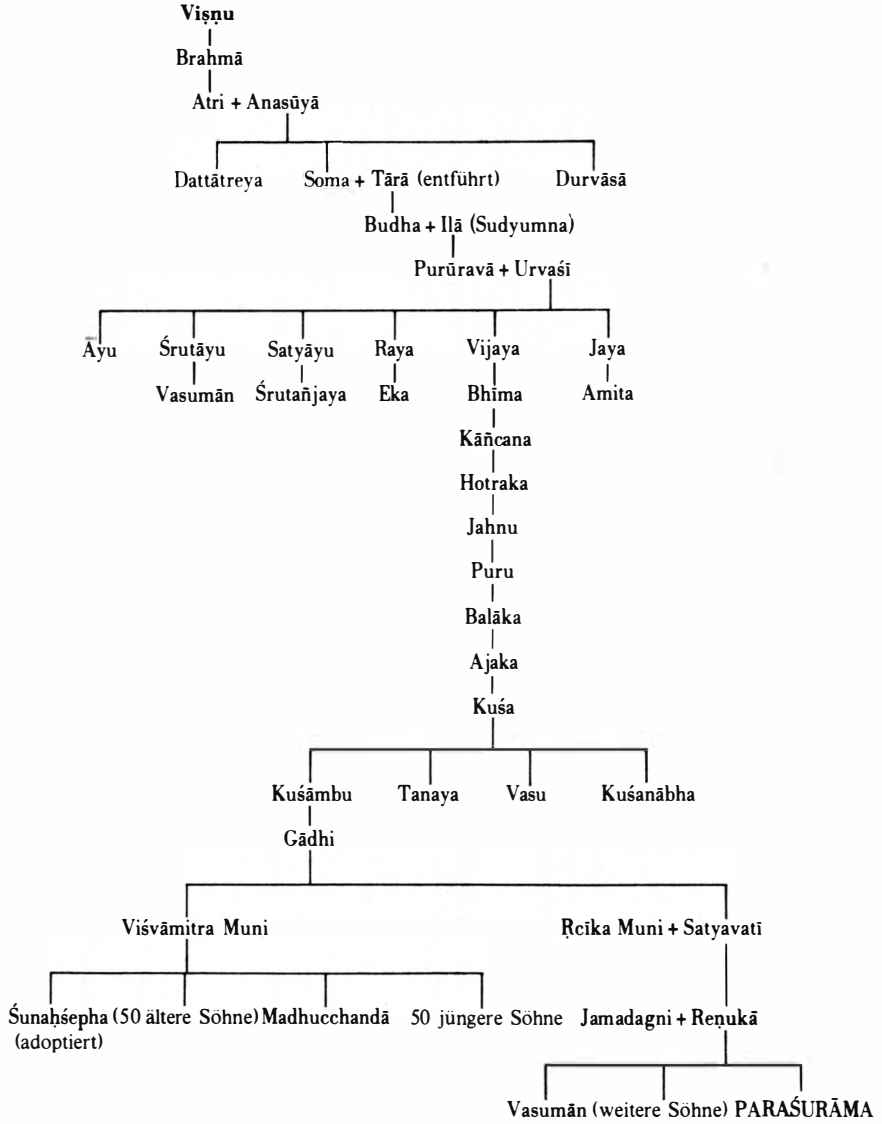 Viṣṇu
Brahmā
Atri + Anasūyā
Dattātreya Soma + Tārā (entführt) Durvāsā
Budha + Ilā (Sudyumna)
Purūravā + Urvaśī
Āyu Śrutāyu Satyāyu Raya Vijaya Jaya
Vasumān Śrutañjaya Eka Bhīma Amita
Kāñcana
Hotraka
Jahnu
Puru
Balāka
Ajaka
Kuśa
Kuśāmbu Tanaya Vasu Kuśanābha
Gādhi
Viśvāmitra Muni Ṛcīka Muni + Satyavatī
Śunaḥśepha (50 ältere Söhne) Madhucchandā 50 jüngere Söhne Jamadagni + Reṇukā
(adoptiert)
Vasumān (weitere Söhne) PARAŚURĀMA